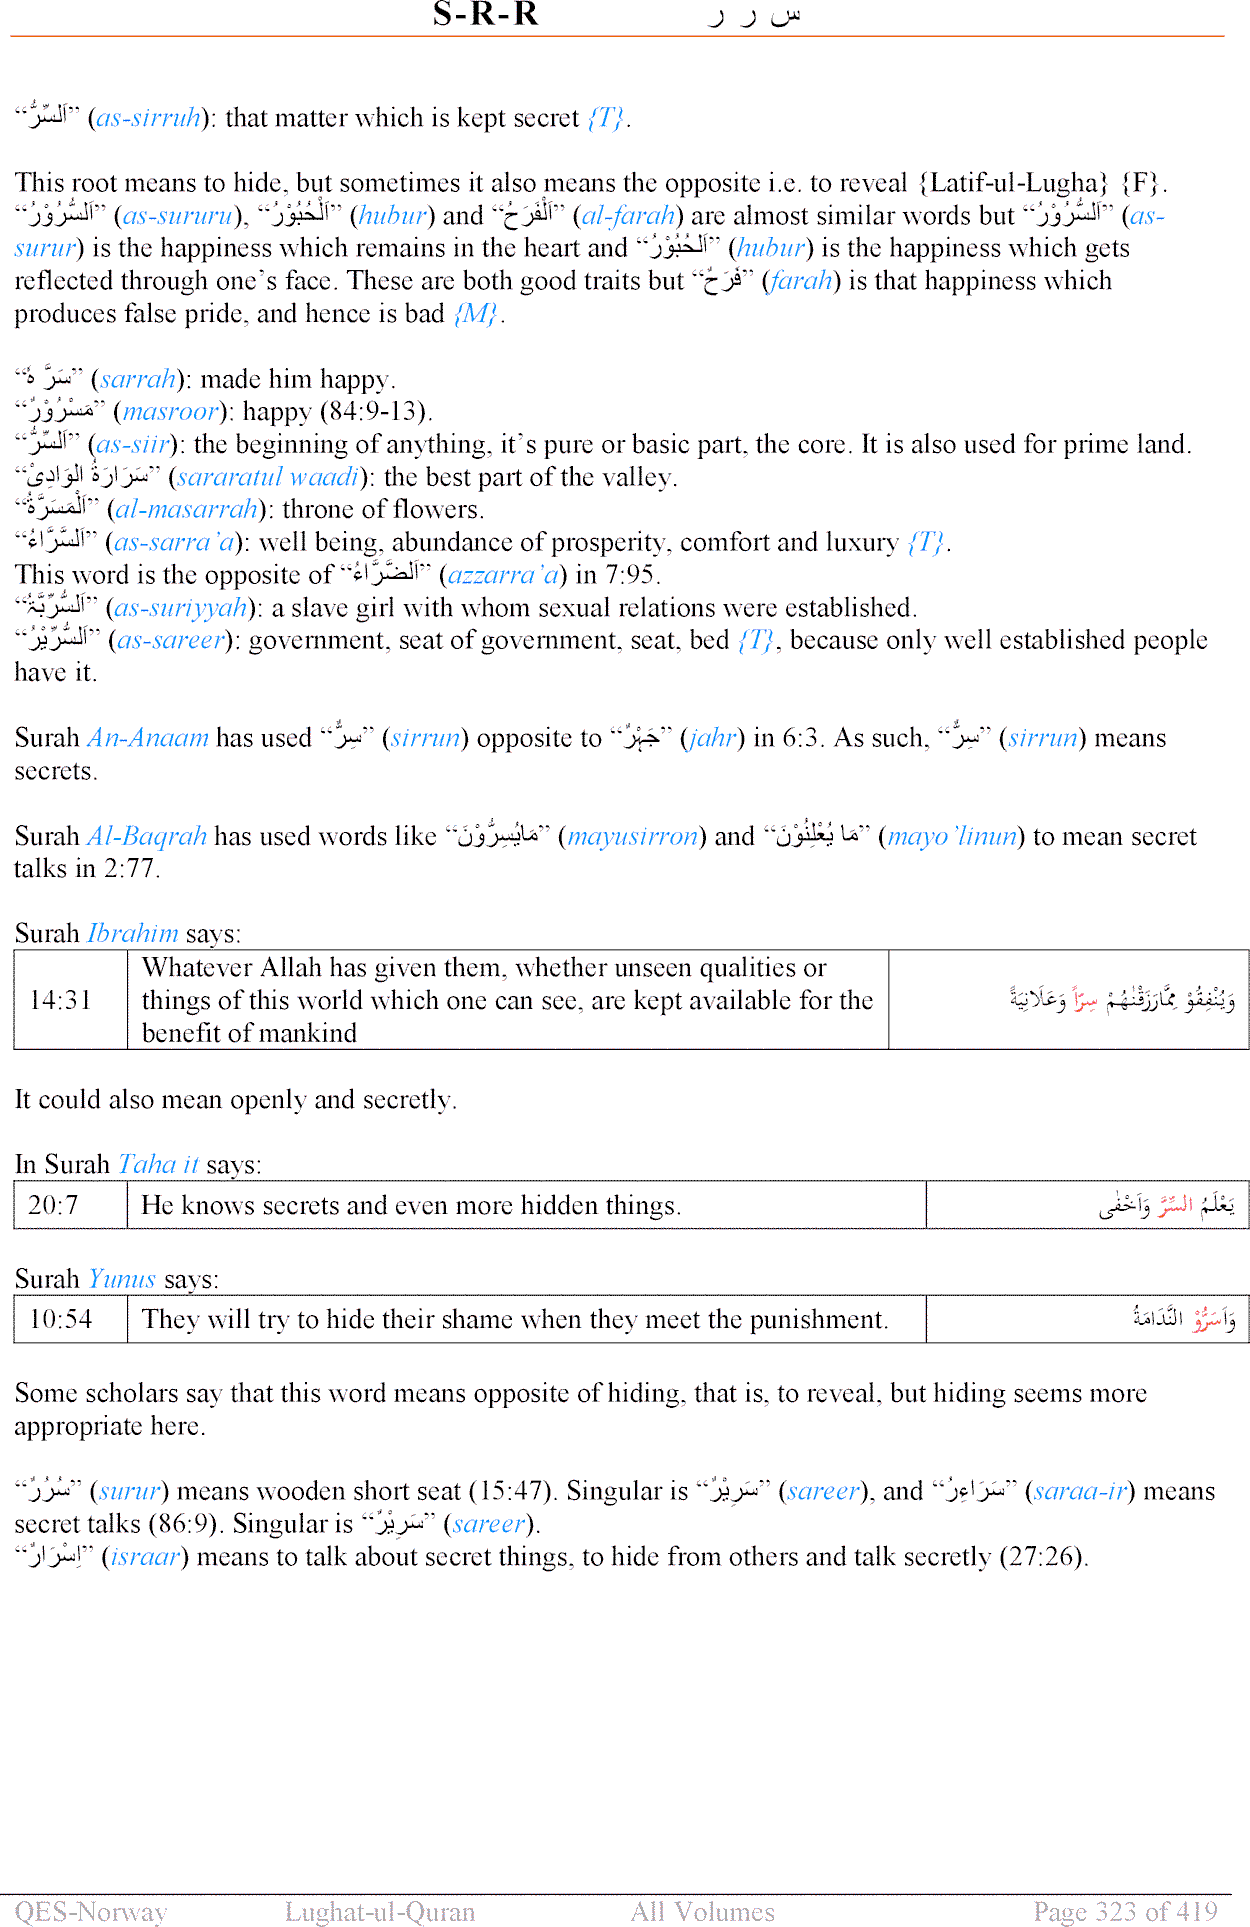 S-R-R س ر ر
“اَلسِّرُّ” (as-sirruh): that matter which is kept secret {T}.
This root means to hide, but sometimes it also means the opposite i.e. to reveal {Latif-ul-Lugha} {F}.
“اَلسُّرُوْرُ” (as-sururu), “اَلْحُبُوْرُ” (hubur) and “اَلْفَرَحُ” (al-farah) are almost similar words but “اَلسُّرُوْرُ” (as-
surur) is the happiness which remains in the heart and “اَلْحُبُوْرُ” (hubur) is the happiness which gets
reflected through one’s face. These are both good traits but “فَرَحٌ” (farah) is that happiness which
produces false pride, and hence is bad {M}.
“سَرَّ هٗ” (sarrah): made him happy.
“مَسْرُوْرٌ” (masroor): happy (84:9-13).
“اَلسِّرُّ” (as-siir): the beginning of anything, it’s pure or basic part, the core. It is also used for prime land.
“سَرَارَةُ الْوَادِیْ” (sararatul waadi): the best part of the valley.
“اَلْمَسَرَّةُ” (al-masarrah): throne of flowers.
“اَلسَّرَّاءُ” (as-sarra’a): well being, abundance of prosperity, comfort and luxury {T}.
This word is the opposite of “اَلضَّرَّاءُ” (azzarra’a) in 7:95.
“اَلسُّرِّیَّۃُ” (as-suriyyah): a slave girl with whom sexual relations were established.
“اَلسَّرِیْرُ” (as-sareer): government, seat of government, seat, bed {T}, because only well established people
have it.
Surah An-Anaam has used “سِرٌّ” (sirrun) opposite to “جَہْرٌ” (jahr) in 6:3. As such, “سِرٌّ” (sirrun) means
secrets.
Surah Al-Baqrah has used words like “مَایُسِرُّوْنَ” (mayusirron) and “مَا یُعْلِنُوْنَ” (mayo’linun) to mean secret
talks in 2:77.
Surah Ibrahim says:
14:31 Whatever Allah has given them, whether unseen qualities or
things of this world which one can see, are kept available for the وَیُنْفِقُوْ مِمَّارَزَقْنٰهُمْ سِرّاً وَعَلَانِیَةً
benefit of mankind
It could also mean openly and secretly.
In Surah Taha it says:
20:7 He knows secrets and even more hidden things. یَعْلَمُ السِّرَّ وَاَخْفٰی
Surah Yunus says:
10:54 They will try to hide their shame when they meet the punishment. وَاَسَرُّوْ النَّدَامَةُ
Some scholars say that this word means opposite of hiding, that is, to reveal, but hiding seems more
appropriate here.
“سُرُرٌ” (surur) means wooden short seat (15:47). Singular is “سَرِیْرٌ” (sareer), and “سَرَاءِرُ” (saraa-ir) means
secret talks (86:9). Singular is “سَرِیْرٌ” (sareer).
“اِسْرَارٌ” (israar) means to talk about secret things, to hide from others and talk secretly (27:26).
QES-Norway Lughat-ul-Quran All Volumes Page 323 of 419